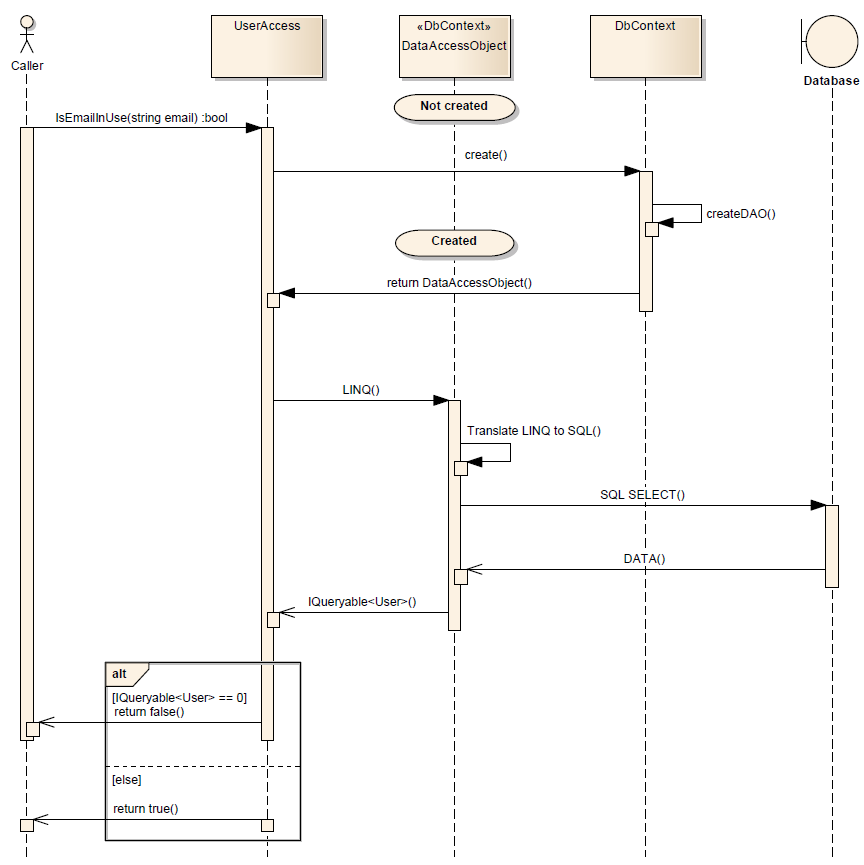 UserAccess
«DbContext»
DataAccessObject
DbContext
Caller
Database
Not created
IsEmailInUse(string email) :bool
create()
createDAO()
Created
return DataAccessObject()
LINQ()
Translate LINQ to SQL()
SQL SELECT()
DATA()
IQueryable<User>()
alt
[IQueryable<User> == 0]
return false()
[else]
return true()